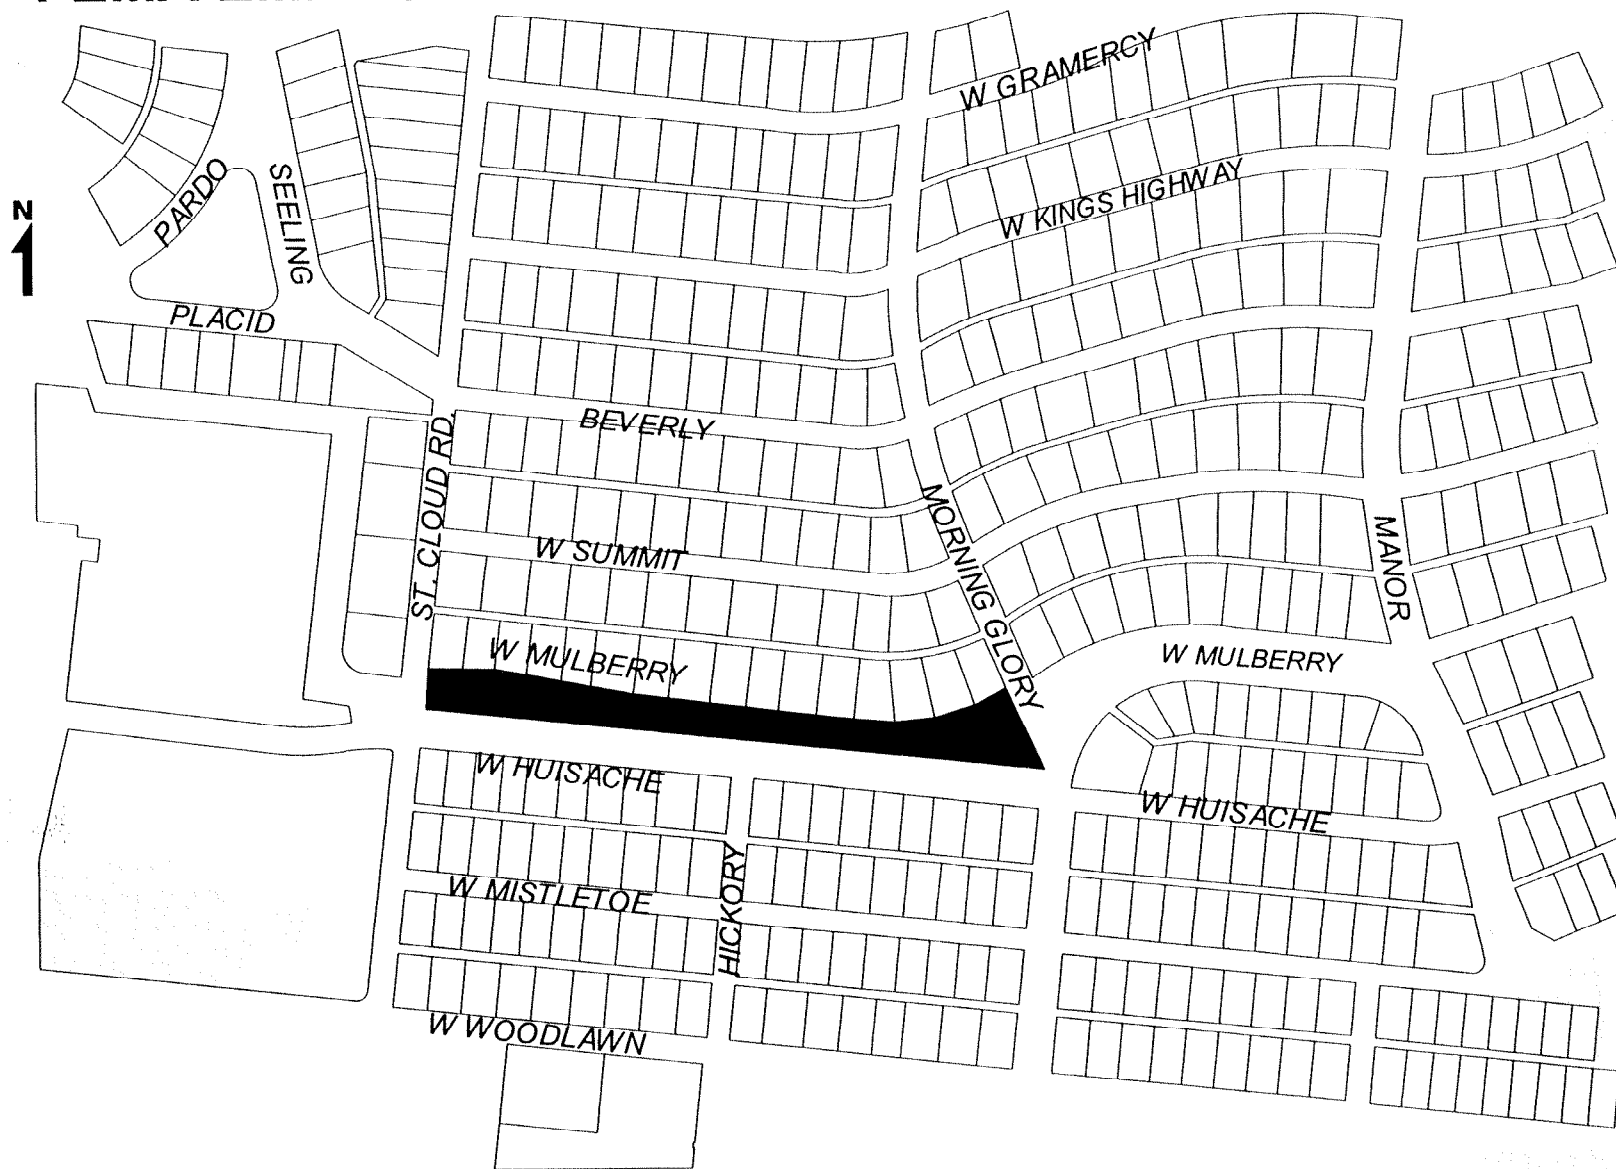 W GRAMERCY
W KINGS HIGHWAY
PARDO
SEELING
N
PLACID
BEVERLY
ST. CLOUD RD.
MORNING GLORY
W SUMMIT
MANOR
W MULBERRY
W MULBERRY
W HUISACHE
W HUISACHE
HICKORY
W MISTLETOE
W WOODLAWN